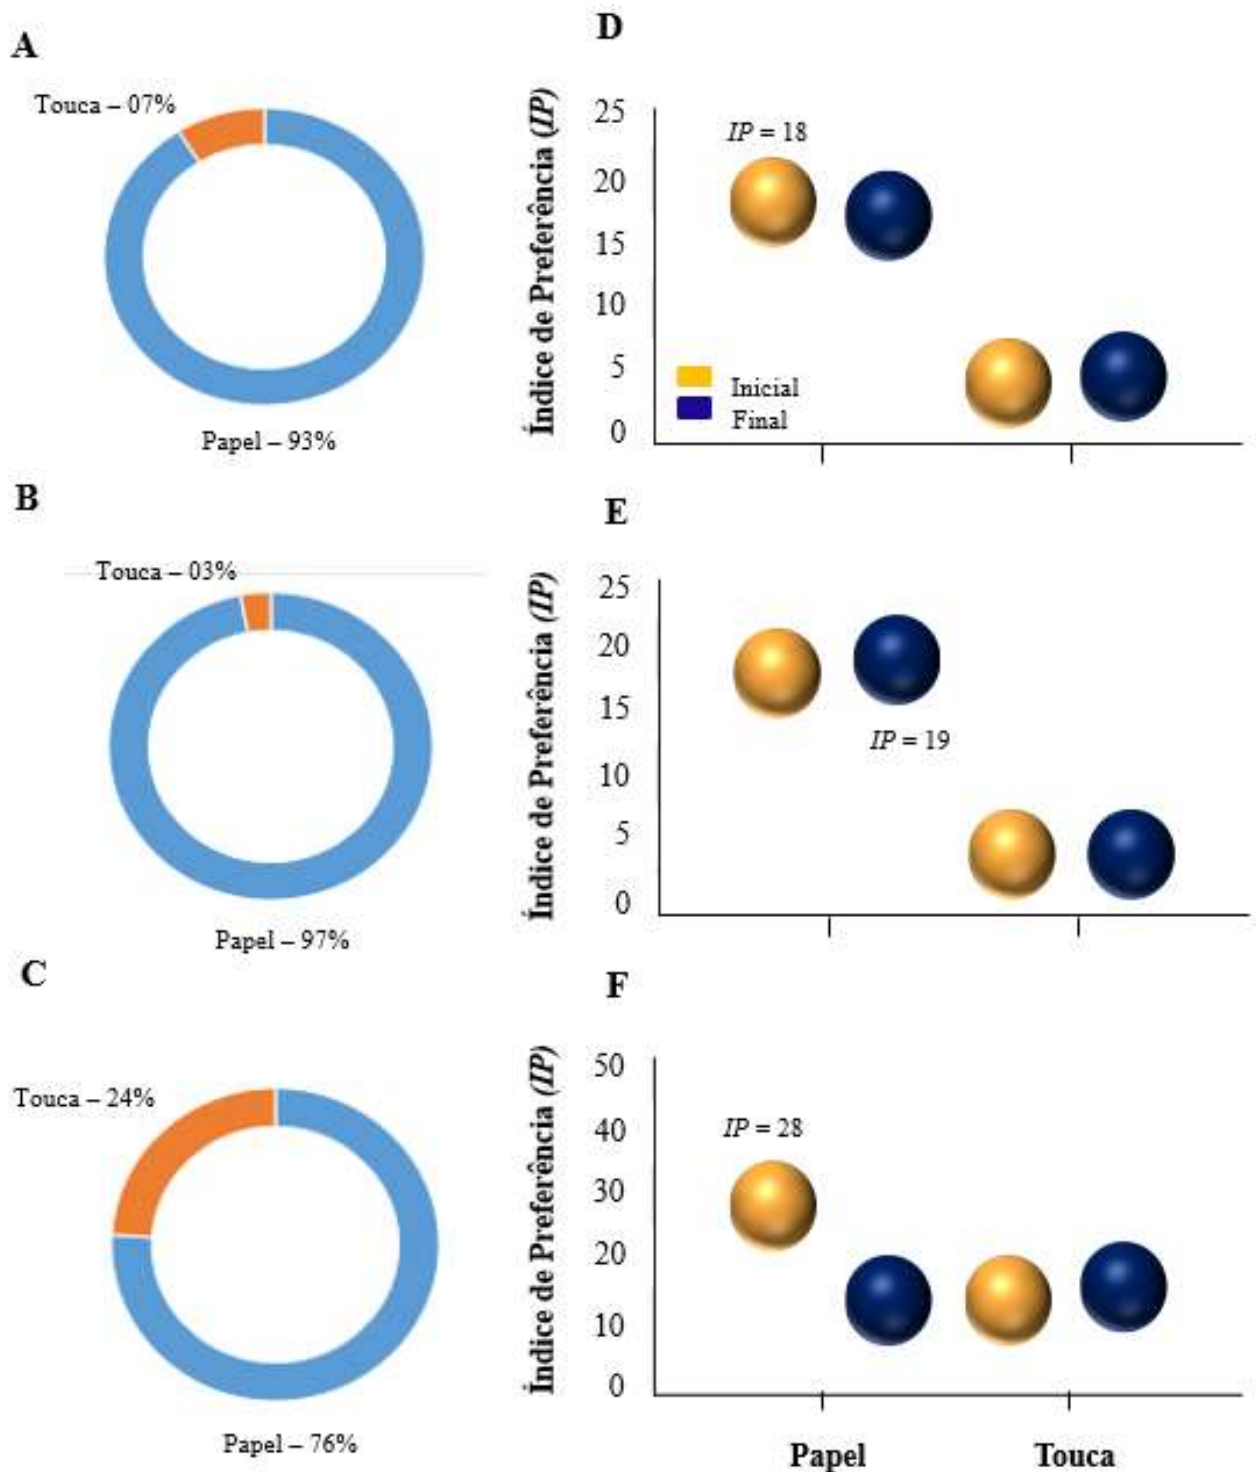 A
Touca – 07%
Papel – 93%
D
Índice de Preferência (IP)
25
20
15
10
5
0
IP = 18
Inicial
Final
B
Touca – 03%
Papel – 97%
E
Índice de Preferência (IP)
25
20
15
10
5
0
IP = 19
C
Touca – 24%
Papel – 76%
F
Índice de Preferência (IP)
50
40
30
20
10
0
IP = 28
Papel
Touca